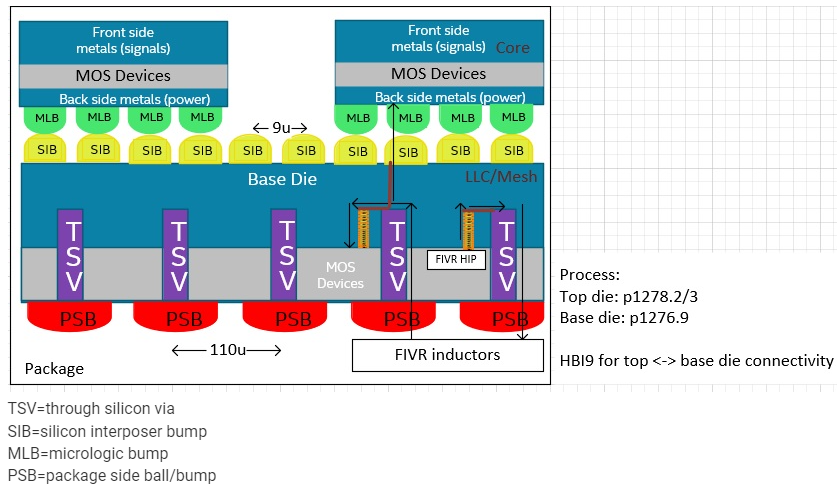 Front side
metals (signals)
MOS Devices
Back side metals (power)
Front side
metals (signals)
Core
MOS Devices
Back side metals (power)
MLB MLB MLB MLB MLB MLB MLB MLB
9u
SIB SIB SIB SIB SIB SIB SIB SIB SIB SIB
Base Die
LLC/Mesh
TSV
TSV
TSV
TSV
TSV
FIVR HIP
MOS
Devices
PSB PSB PSB PSB PSB
110u
FIVR inductors
Package
Process:
Top die: p1278.2/3
Base die: p1276.9
HBI9 for top <-> base die connectivity
TSV=through silicon via
SIB=silicon interposer bump
MLB=micrologic bump
PSB=package side ball/bump